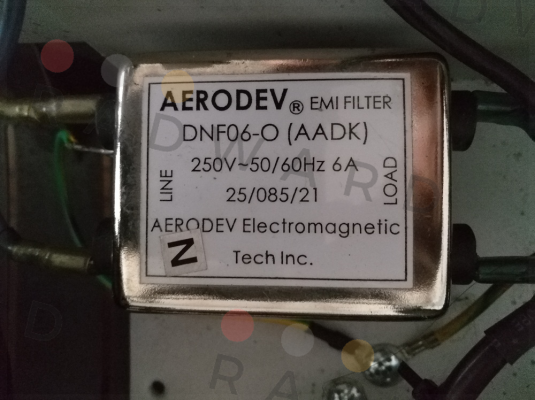 AERODEV® EMI FILTER
DNF06-O (AADK)
250V~50/60Hz 6A
LINE
LOAD
25/085/21
AERODEV Electromagnetic
Tech Inc.
N